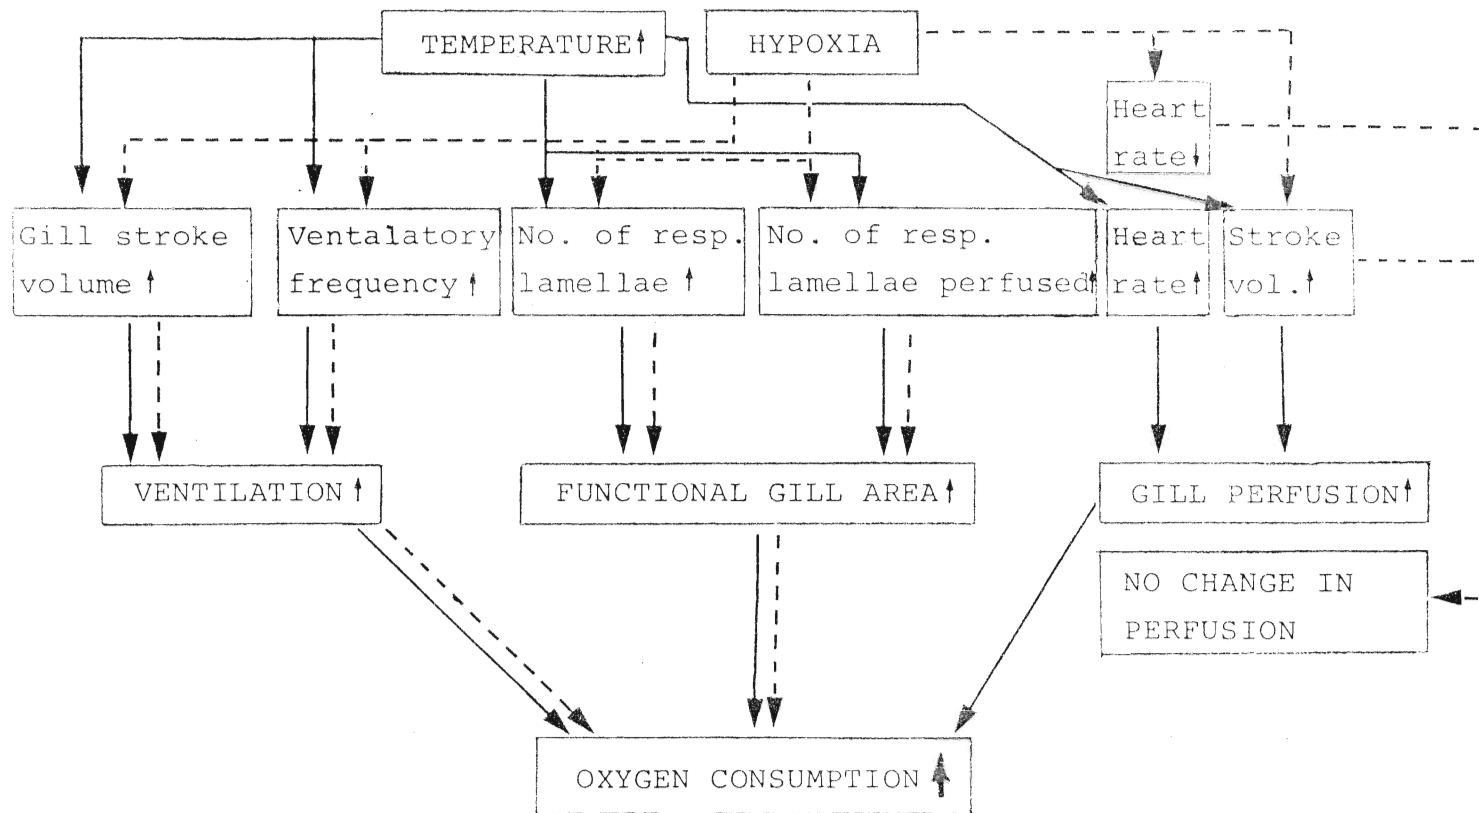 TEMPERATURE↑
HYPOXIA
Heart
rate↓
Gill stroke
volume ↑
Ventalatory
frequency↑
No. of resp.
lamellae ↑
No. of resp.
lamellae perfused↑
Heart
rate↑
Stroke
vol.↑
VENTILATION↑
FUNCTIONAL GILL AREA↑
GILL PERFUSION↑
NO CHANGE IN
PERFUSION
OXYGEN CONSUMPTION ↑